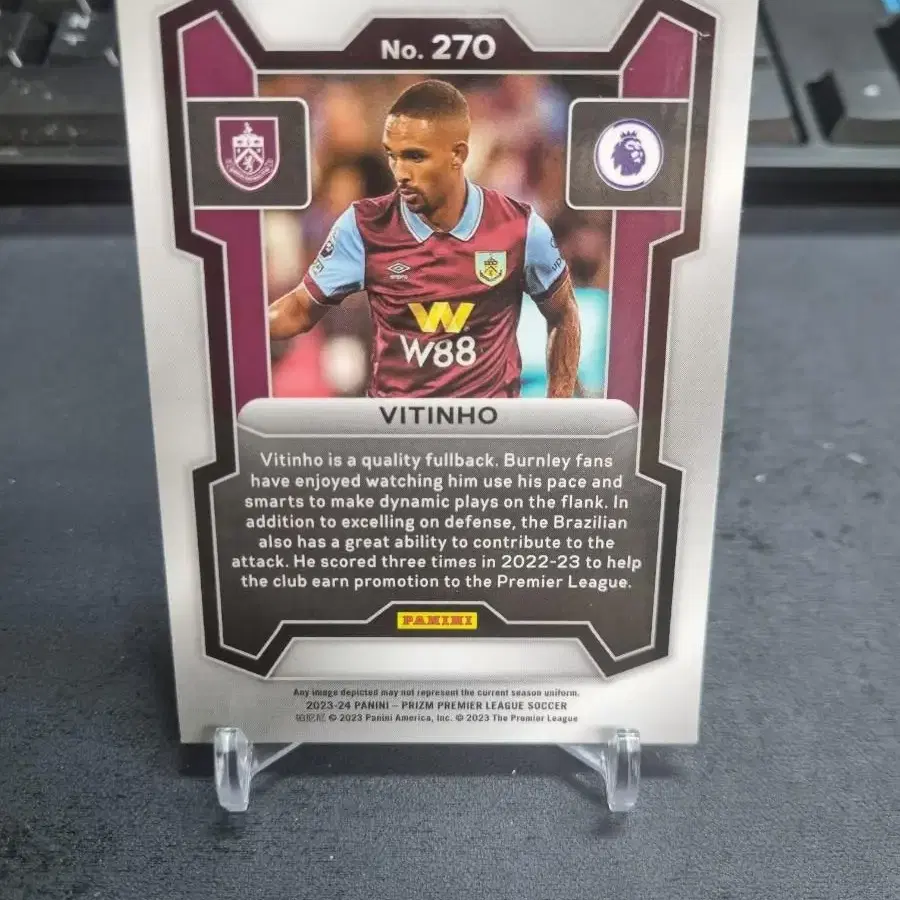 No. 270
umbro
W88
VITINHO
Vitinho is a quality fullback. Burnley fans
have enjoyed watching him use his pace and
smarts to make dynamic plays on the flank. In
addition to excelling on defense, the Brazilian
also has a great ability to contribute to the
attack. He scored three times in 2022-23 to help
the club earn promotion to the Premier League.
PANINI
Any image depicted may not represent the current season uniform.
2023-24 PANINI – PRIZM PREMIER LEAGUE SOCCER
帕尼尼 © 2023 Panini America, Inc. © 2023 The Premier League